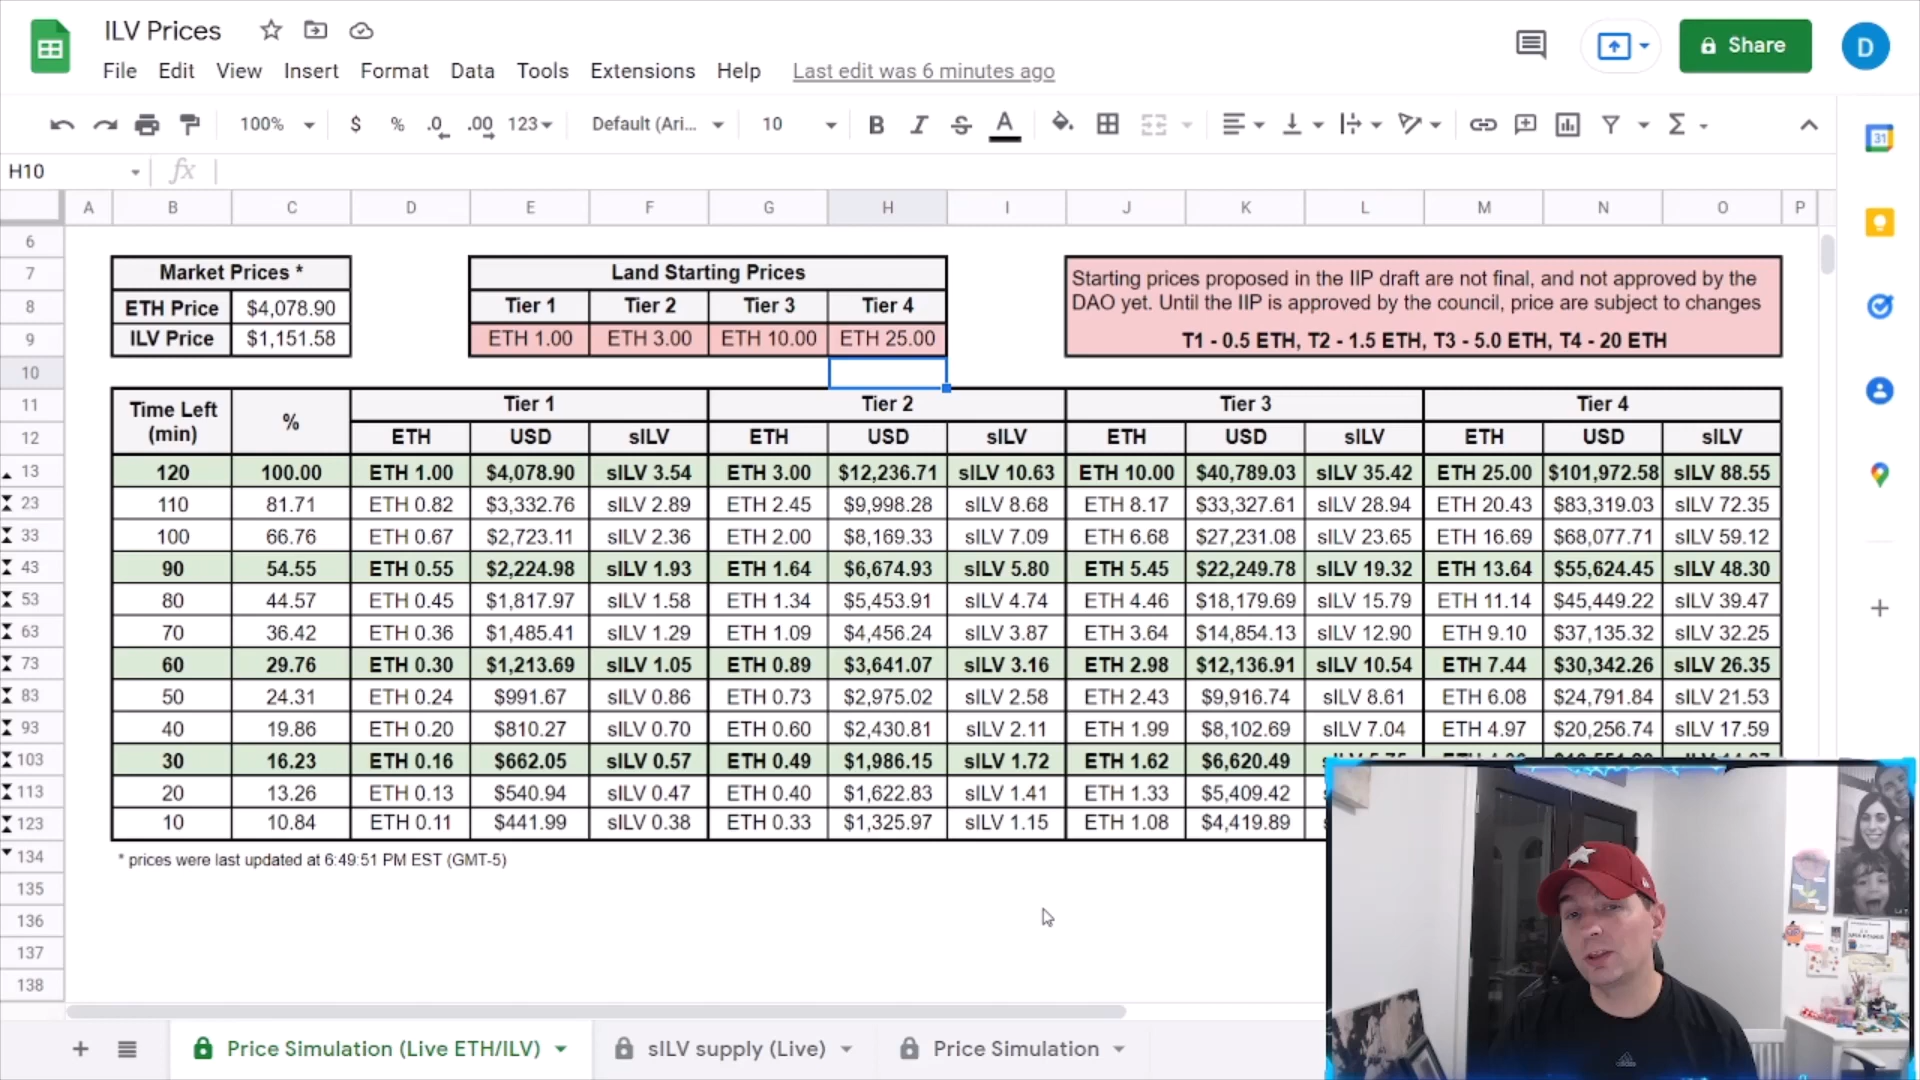 ILV Prices
File Edit View Insert Format Data Tools Extensions Help Last edit was 6 minutes ago
Share
D
100% $ % .0 .00 123 Default (Ari... 10 B I S A
H10 fx
31
A B C D E F G H I J K L M N O P
6
7 Market Prices * Land Starting Prices
8 ETH Price $4,078.90 Tier 1 Tier 2 Tier 3 Tier 4
9 ILV Price $1,151.58 ETH 1.00 ETH 3.00 ETH 10.00 ETH 25.00
Starting prices proposed in the IIP draft are not final, and not approved by the
DAO yet. Until the IIP is approved by the council, price are subject to changes
T1 - 0.5 ETH, T2 - 1.5 ETH, T3 - 5.0 ETH, T4 - 20 ETH
10
11 Time Left (min) % Tier 1 Tier 2 Tier 3 Tier 4
12 ETH USD sILV ETH USD sILV ETH USD sILV ETH USD sILV
13 120 100.00 ETH 1.00 $4,078.90 sILV 3.54 ETH 3.00 $12,236.71 sILV 10.63 ETH 10.00 $40,789.03 sILV 35.42 ETH 25.00 $101,972.58 sILV 88.55
23 110 81.71 ETH 0.82 $3,332.76 sILV 2.89 ETH 2.45 $9,998.28 sILV 8.68 ETH 8.17 $33,327.61 sILV 28.94 ETH 20.43 $83,319.03 sILV 72.35
33 100 66.76 ETH 0.67 $2,723.11 sILV 2.36 ETH 2.00 $8,169.33 sILV 7.09 ETH 6.68 $27,231.08 sILV 23.65 ETH 16.69 $68,077.71 sILV 59.12
43 90 54.55 ETH 0.55 $2,224.98 sILV 1.93 ETH 1.64 $6,674.93 sILV 5.80 ETH 5.45 $22,249.78 sILV 19.32 ETH 13.64 $55,624.45 sILV 48.30
53 80 44.57 ETH 0.45 $1,817.97 sILV 1.58 ETH 1.34 $5,453.91 sILV 4.74 ETH 4.46 $18,179.69 sILV 15.79 ETH 11.14 $45,449.22 sILV 39.47
63 70 36.42 ETH 0.36 $1,485.41 sILV 1.29 ETH 1.09 $4,456.24 sILV 3.87 ETH 3.64 $14,854.13 sILV 12.90 ETH 9.10 $37,135.32 sILV 32.25
73 60 29.76 ETH 0.30 $1,213.69 sILV 1.05 ETH 0.89 $3,641.07 sILV 3.16 ETH 2.98 $12,136.91 sILV 10.54 ETH 7.44 $30,342.26 sILV 26.35
83 50 24.31 ETH 0.24 $991.67 sILV 0.86 ETH 0.73 $2,975.02 sILV 2.58 ETH 2.43 $9,916.74 sILV 8.61 ETH 6.08 $24,791.84 sILV 21.53
93 40 19.86 ETH 0.20 $810.27 sILV 0.70 ETH 0.60 $2,430.81 sILV 2.11 ETH 1.99 $8,102.69 sILV 7.04 ETH 4.97 $20,256.74 sILV 17.59
103 30 16.23 ETH 0.16 $662.05 sILV 0.57 ETH 0.49 $1,986.15 sILV 1.72 ETH 1.62 $6,620.49
113 20 13.26 ETH 0.13 $540.94 sILV 0.47 ETH 0.40 $1,622.83 sILV 1.41 ETH 1.33 $5,409.42
123 10 10.84 ETH 0.11 $441.99 sILV 0.38 ETH 0.33 $1,325.97 sILV 1.15 ETH 1.08 $4,419.89
134 * prices were last updated at 6:49:51 PM EST (GMT-5)
135
136
137
138
Price Simulation (Live ETH/ILV) sILV supply (Live) Price Simulation